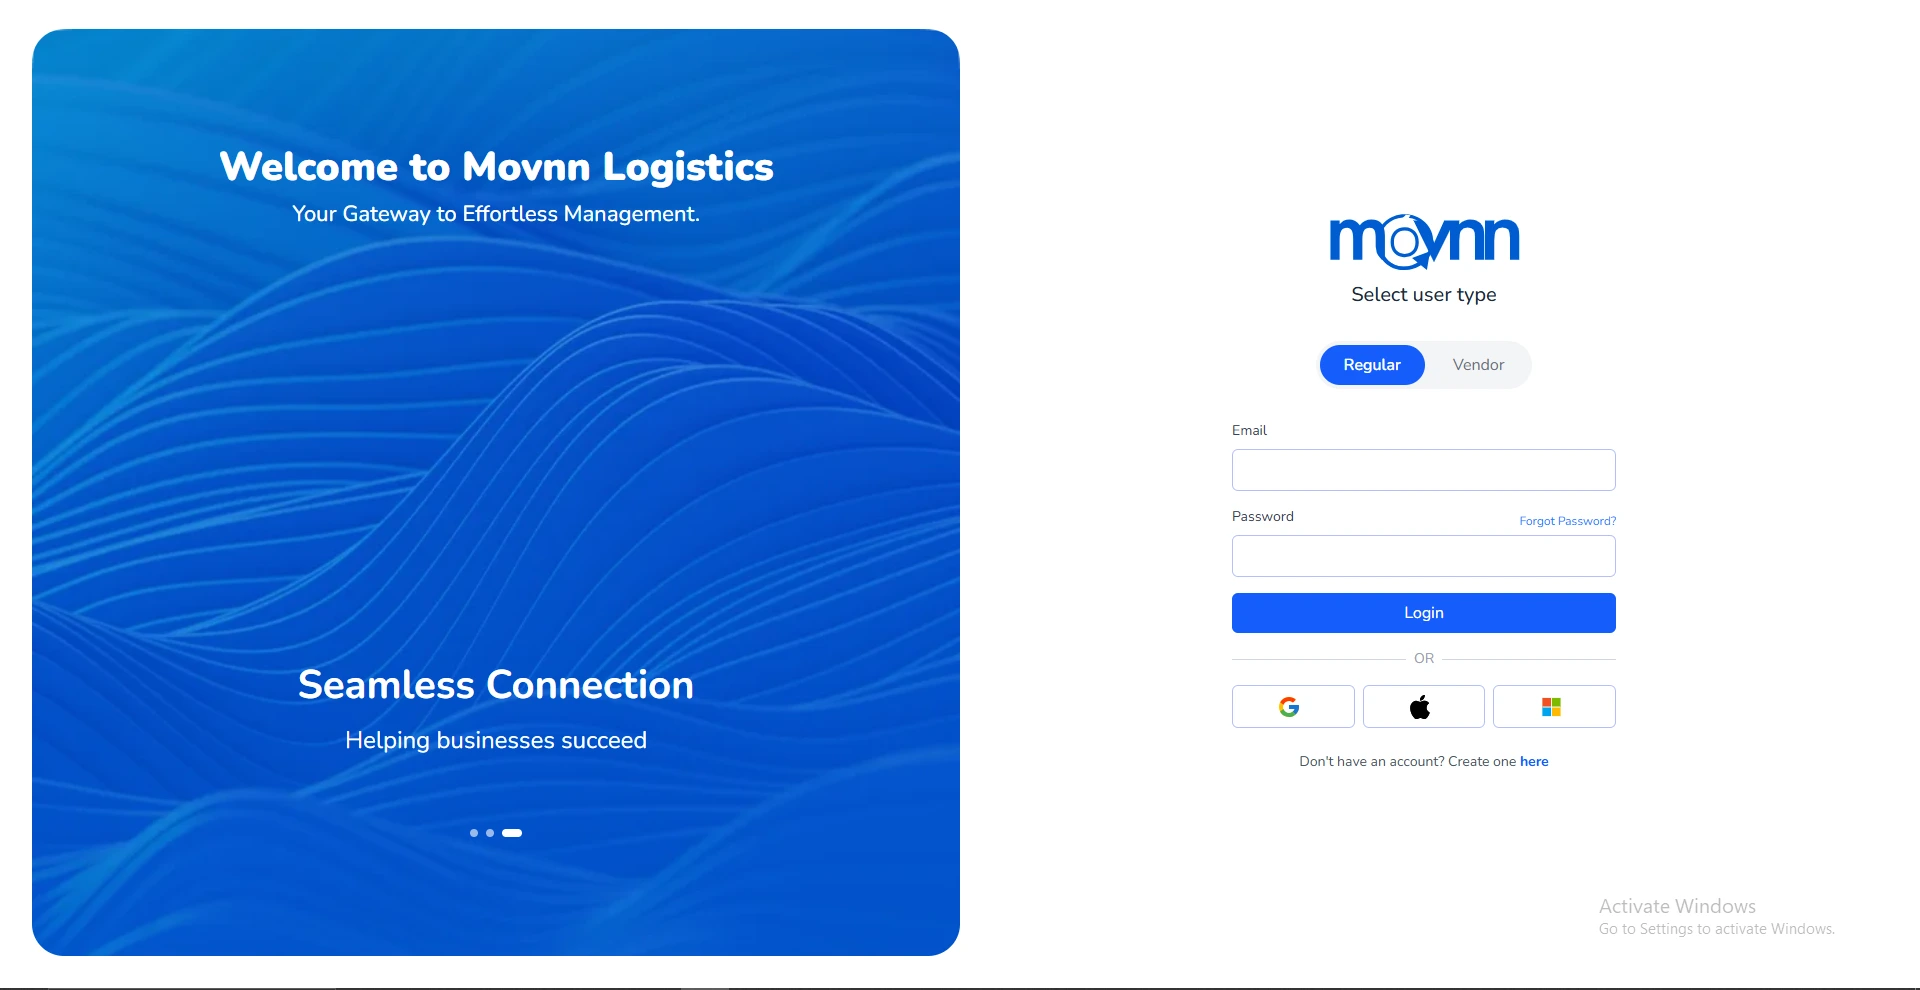 Welcome to Movnn Logistics
Your Gateway to Effortless Management.
Seamless Connection
Helping businesses succeed
movnn
Select user type
Regular
Vendor
Email
Password
Forgot Password?
Login
OR
Don't have an account? Create one here
Activate Windows
Go to Settings to activate Windows.